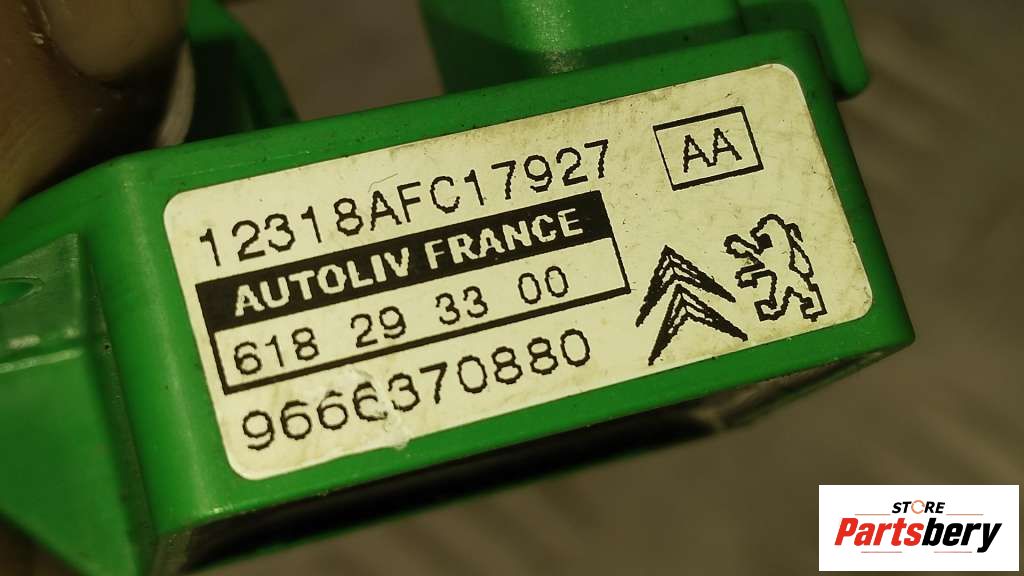 12318AFC17927
AA
AUTOLIV FRANCE
618 29 33 00
9666370880
STORE
Partsbery